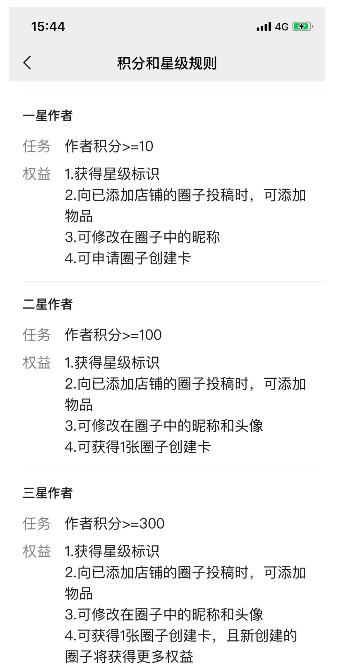 15:44 4G
积分和星级规则
一星作者
任务 作者积分>=10
权益 1.获得星级标识
2.向已添加店铺的圈子投稿时，可添加
物品
3.可修改在圈子中的昵称
4.可申请圈子创建卡
二星作者
任务 作者积分>=100
权益 1.获得星级标识
2.向已添加店铺的圈子投稿时，可添加
物品
3.可修改在圈子中的昵称和头像
4.可获得1张圈子创建卡
三星作者
任务 作者积分>=300
权益 1.获得星级标识
2.向已添加店铺的圈子投稿时，可添加
物品
3.可修改在圈子中的昵称和头像
4.可获得1张圈子创建卡，且新创建的
圈子将获得更多权益